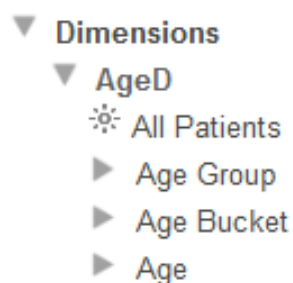 Dimensions
AgeD
All Patients
Age Group
Age Bucket
Age